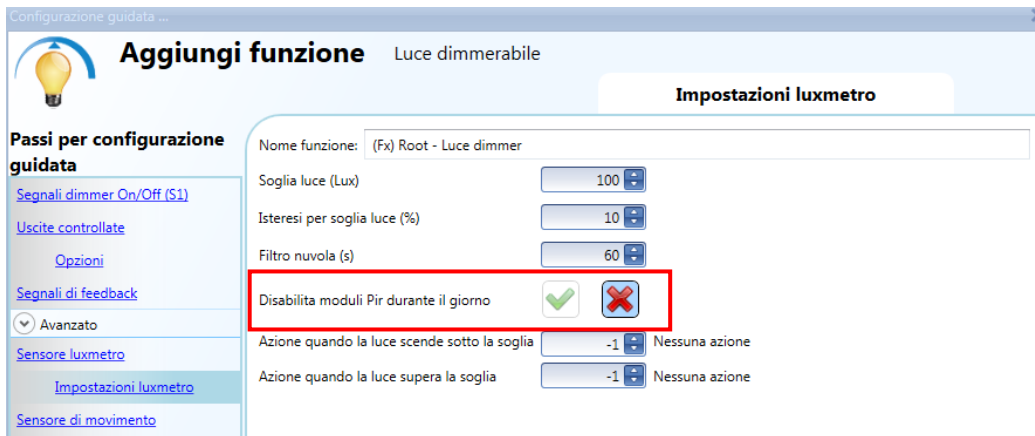 Configurazione guidata ...
Aggiungi funzione Luce dimmerabile
Impostazioni luxmetro
Passi per configurazione
guidata
Segnali dimmer On/Off (S1)
Uscite controllate
Opzioni
Segnali di feedback
Avanzato
Sensore luxmetro
Impostazioni luxmetro
Sensore di movimento
Nome funzione: (Fx) Root - Luce dimmer
Soglia luce (Lux) 100
Isteresi per soglia luce (%) 10
Filtro nuvola (s) 60
Disabilita moduli Pir durante il giorno
Azione quando la luce scende sotto la soglia -1 Nessuna azione
Azione quando la luce supera la soglia -1 Nessuna azione